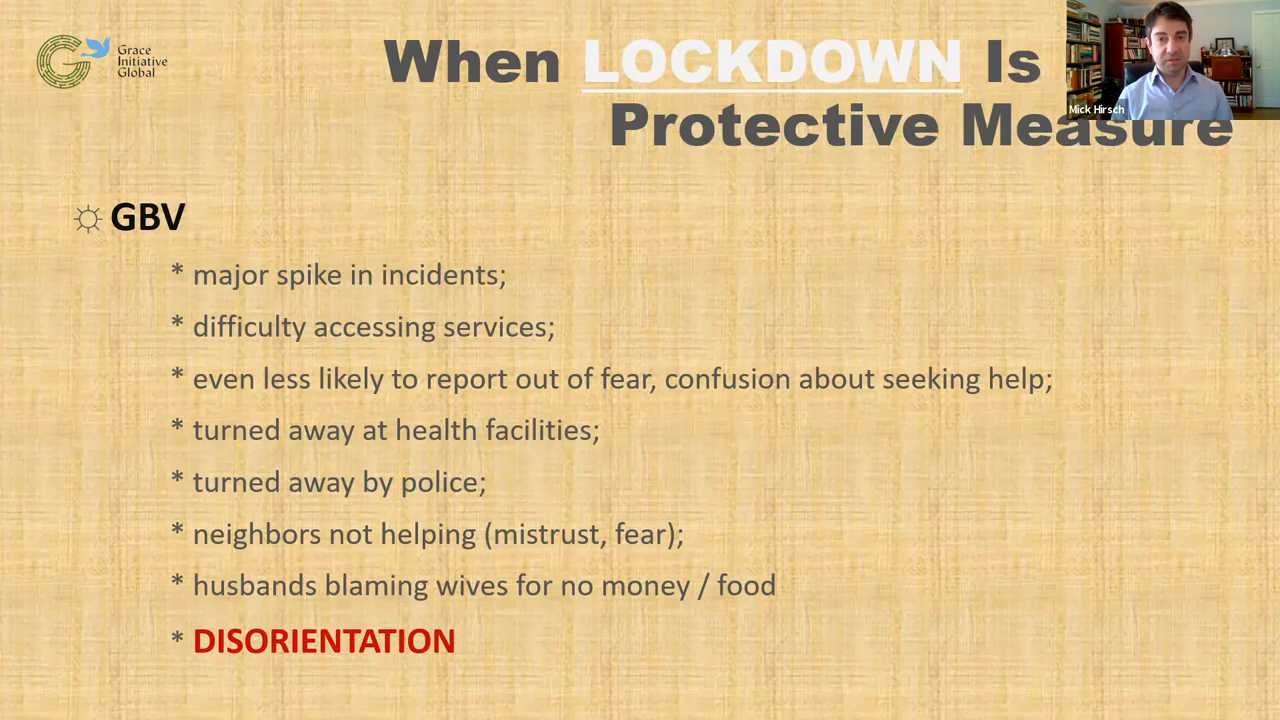 Grace
Initiative
Global
When LOCKDOWN Is
Protective Measure
Mick Hirsch
GBV
* major spike in incidents;
* difficulty accessing services;
* even less likely to report out of fear, confusion about seeking help;
* turned away at health facilities;
* turned away by police;
* neighbors not helping (mistrust, fear);
* husbands blaming wives for no money / food
* DISORIENTATION